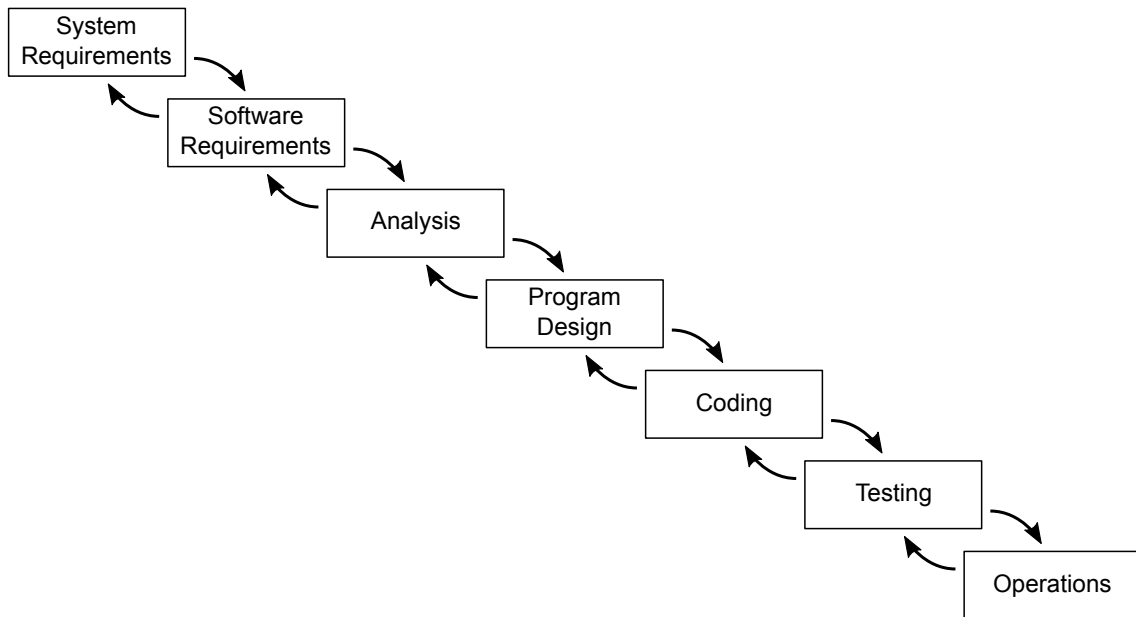 System
Requirements
Software
Requirements
Analysis
Program
Design
Coding
Testing
Operations